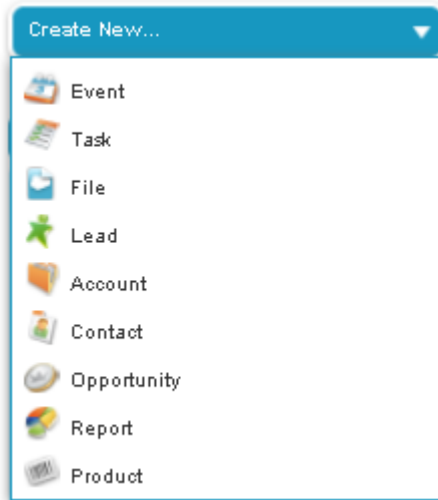 Create New...
Event
Task
File
Lead
Account
Contact
Opportunity
Report
Product